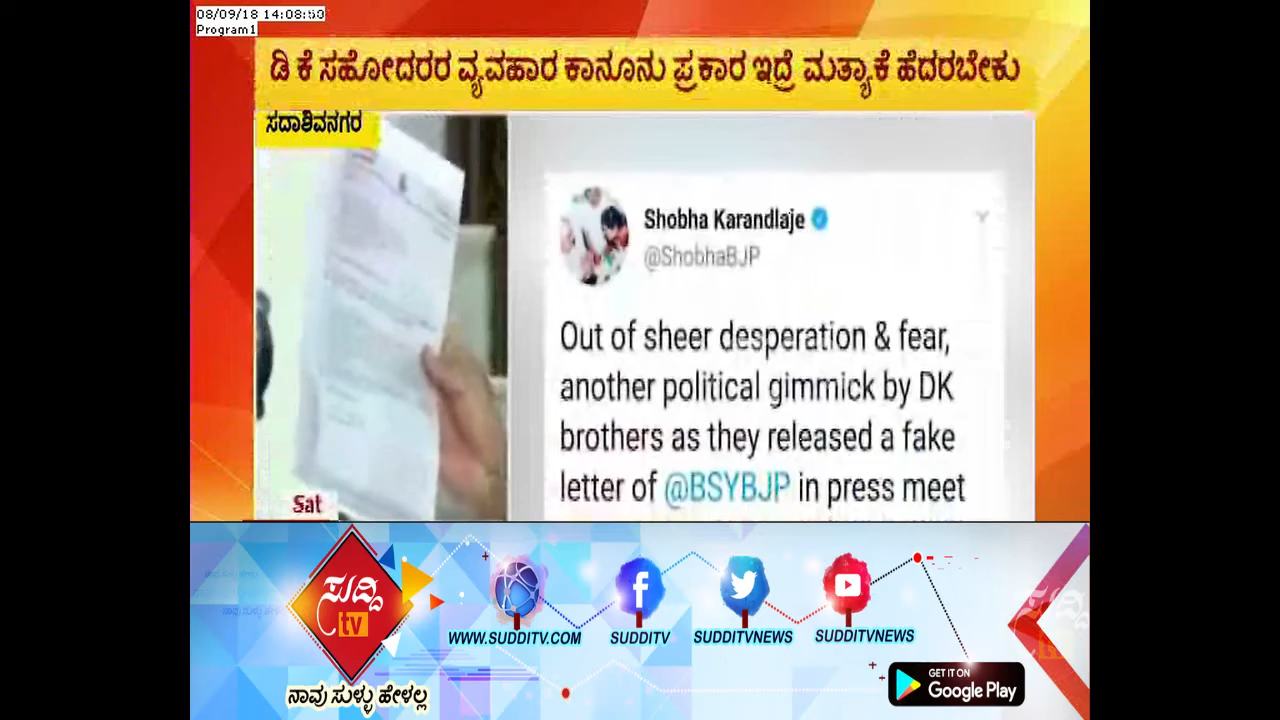 08/09/18 14:08:50
Program1
ಡಿ ಕೆ ಸಹೋದರರ ವ್ಯವಹಾರ ಕಾನೂನು ಪ್ರಕಾರ ಇದ್ರೆ ಮತ್ಯಾಕೆ ಹೆದರಬೇಕು
ಸದಾಶಿವನಗರ
Shobha Karandlaje
@ShobhaBJP
Out of sheer desperation & fear,
another political gimmick by DK
brothers as they released a fake
letter of @BSYBJP in press meet
Sat
ಸುದ್ದಿ
tv
WWW.SUDDITV.COM
SUDDITV
SUDDITVNEWS
SUDDITVNEWS
ನಾವು ಸುಳ್ಳು ಹೇಳಲ್ಲ
GET IT ON
Google Play